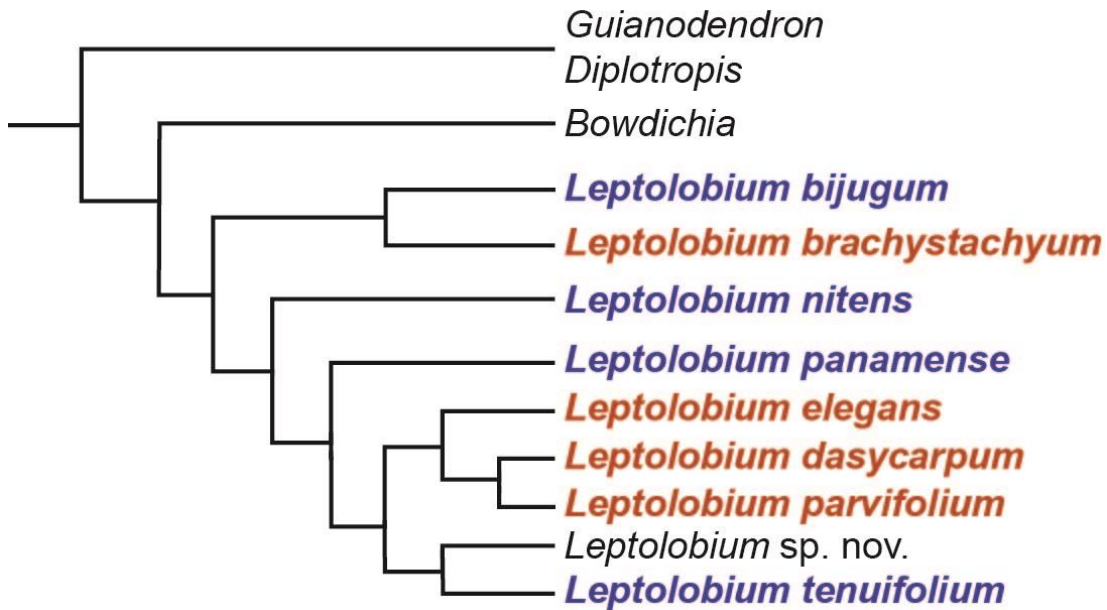 Guianodendron
Diplotropis
Bowdichia
Leptolobium bijugum
Leptolobium brachystachyum
Leptolobium nitens
Leptolobium panamense
Leptolobium elegans
Leptolobium dasycarpum
Leptolobium parvifolium
Leptolobium sp. nov.
Leptolobium tenuifolium